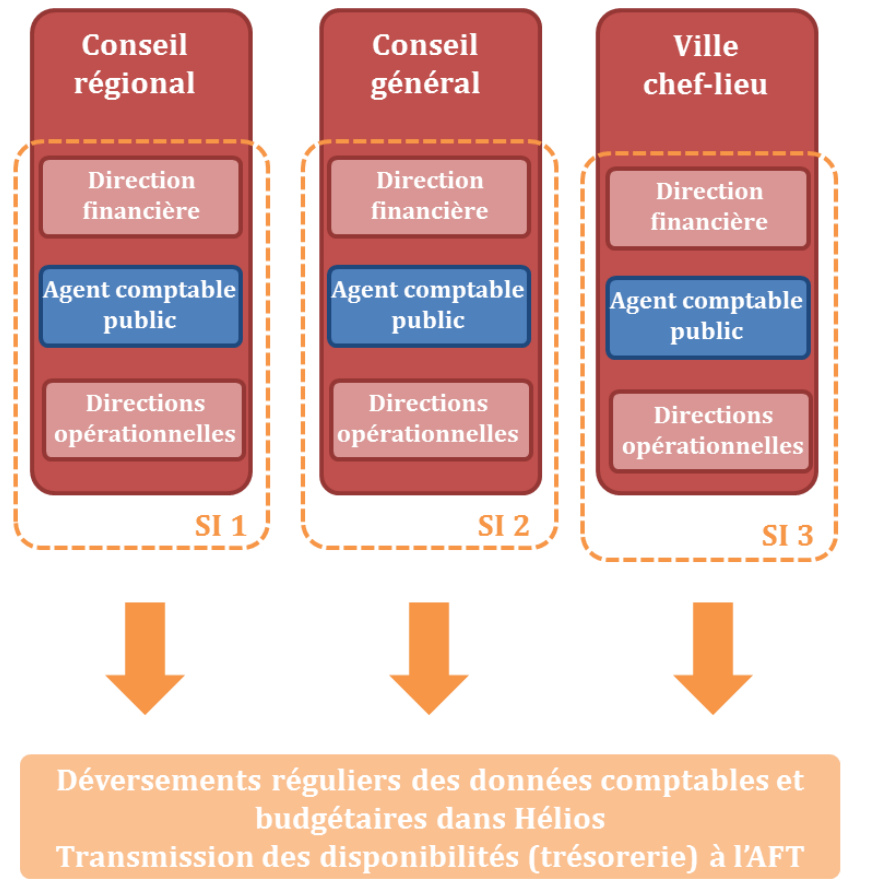 Conseil
régional
Direction
financière
Agent comptable
public
Directions
opérationnelles
SI 1
Conseil
général
Direction
financière
Agent comptable
public
Directions
opérationnelles
SI 2
Ville
chef-lieu
Direction
financière
Agent comptable
public
Directions
opérationnelles
SI 3
Déversements réguliers des données comptables et
budgétaires dans Hélios
Transmission des disponibilités (trésorerie) à l'AFT